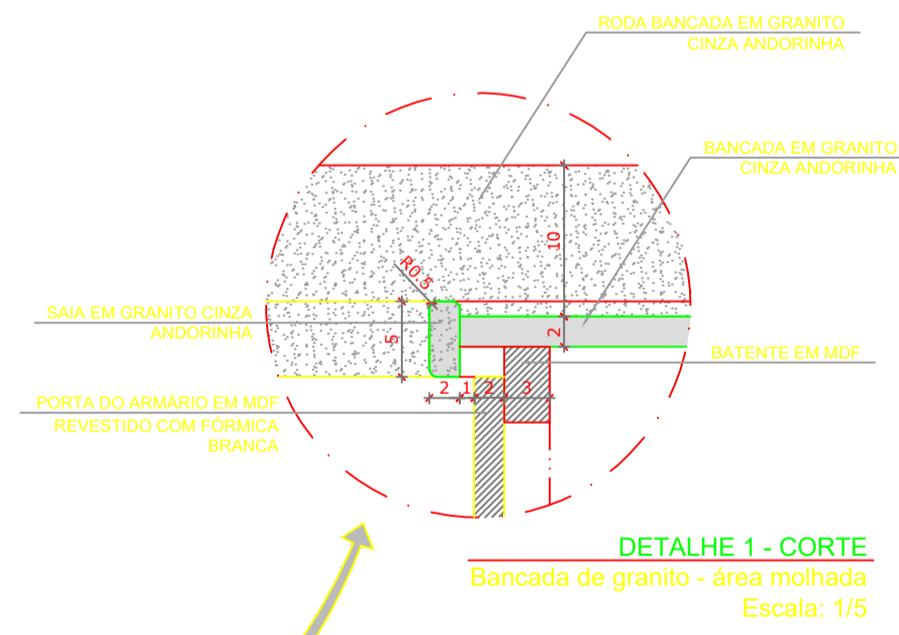 RODA BANCADA EM GRANITO
CINZA ANDORINHA
BANCADA EM GRANITO
CINZA ANDORINHA
10
R0.5
SAIA EM GRANITO CINZA
ANDORINHA
5
2
BATENTE EM MDF
2 1 2 3
PORTA DO ARMÁRIO EM MDF
REVESTIDO COM FÓRMICA
BRANCA
DETALHE 1 - CORTE
Bancada de granito - área molhada
Escala: 1/5